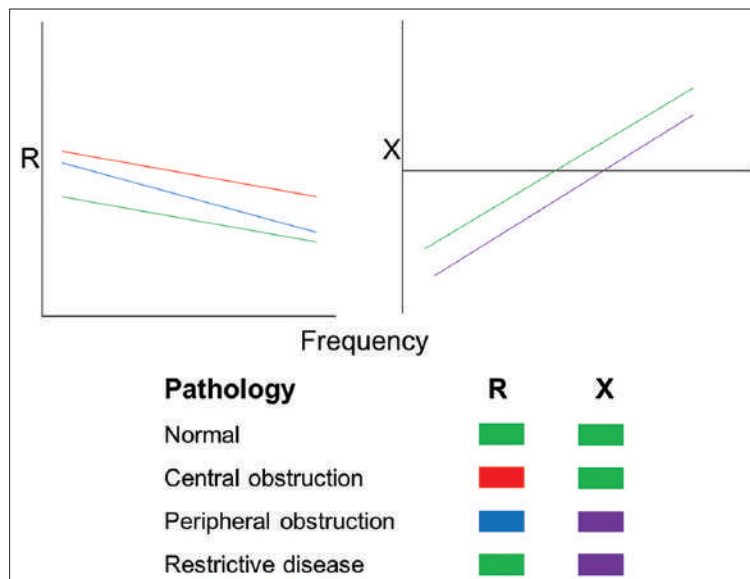 R
X
Frequency
Pathology R X
Normal
Central obstruction
Peripheral obstruction
Restrictive disease